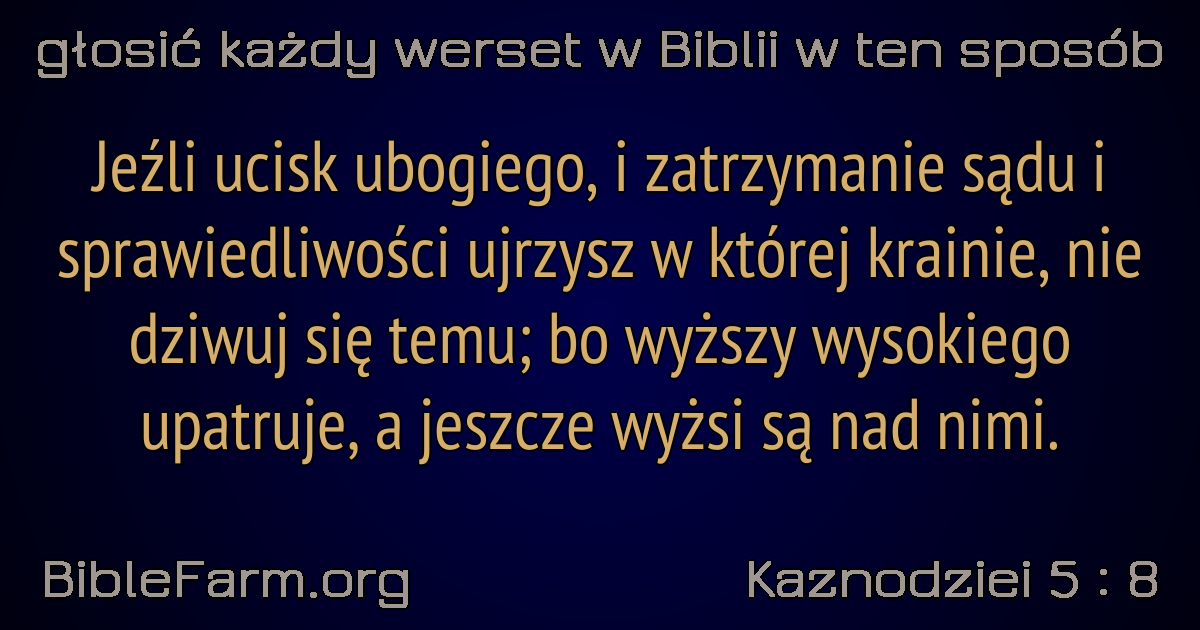 głosić każdy werset w Biblii w ten sposób
Jeźli ucisk ubogiego, i zatrzymanie sądu i
sprawiedliwości ujrzysz w której krainie, nie
dziwuj się temu; bo wyższy wysokiego
upatruje, a jeszcze wyżsi są nad nimi.
BibleFarm.org
Kaznodziei 5 : 8